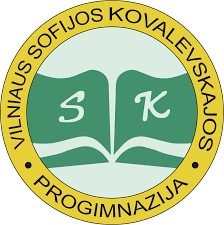 VILNIAUS SOFIJOS KOVALEVSKAJOS
S K
• PROGIMNAZIJA •